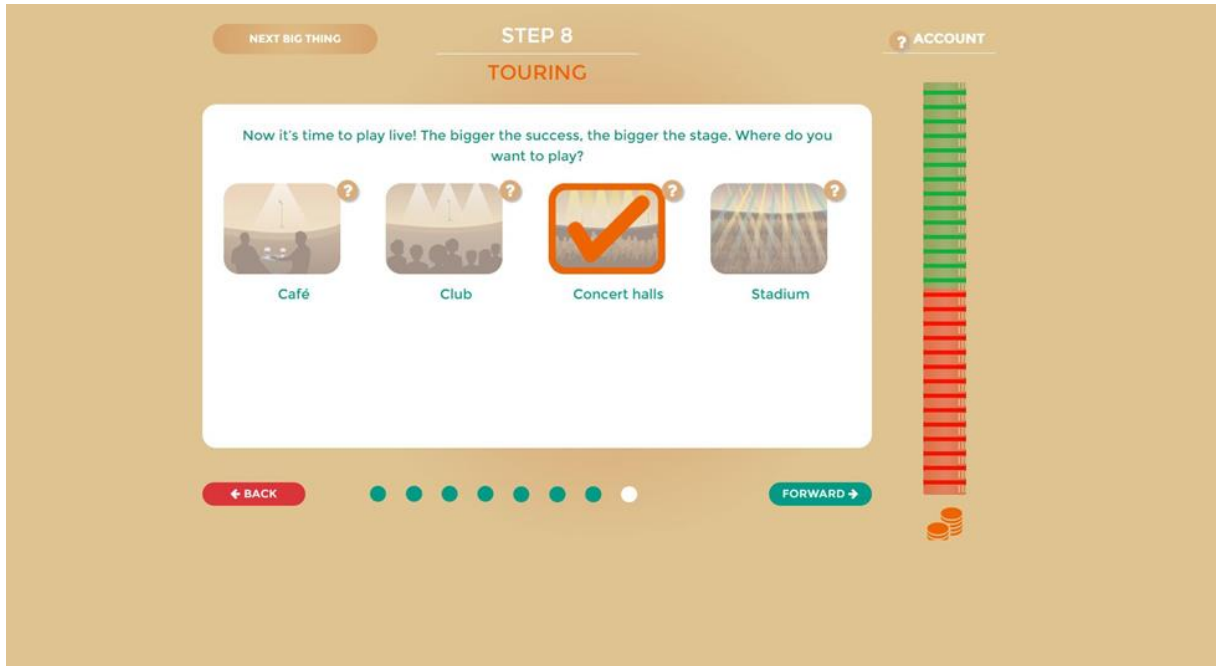 NEXT BIG THING
STEP 8
? ACCOUNT
TOURING
Now it's time to play live! The bigger the success, the bigger the stage. Where do you
want to play?
? ? ? ?
Café Club Concert halls Stadium
BACK
FORWARD